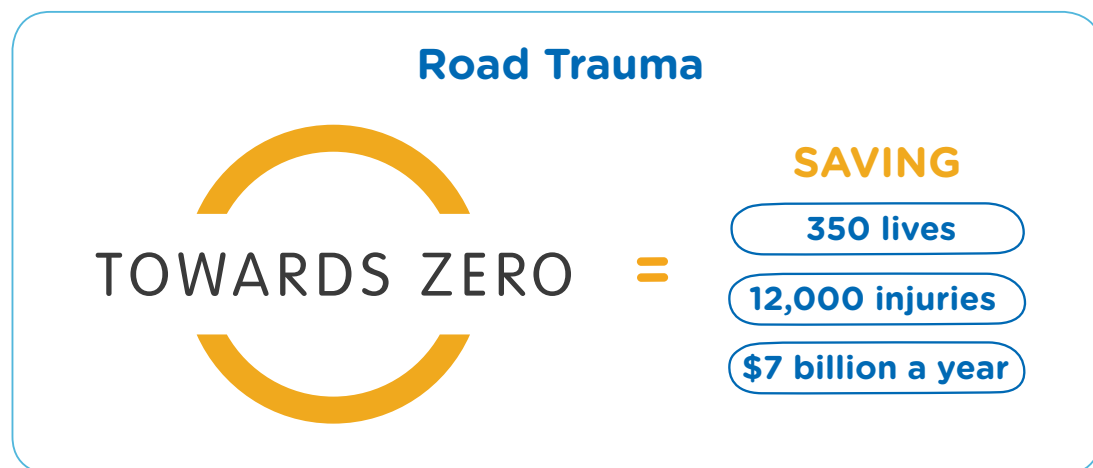 Road Trauma
TOWARDS ZERO
=
SAVING
350 lives
12,000 injuries
$7 billion a year